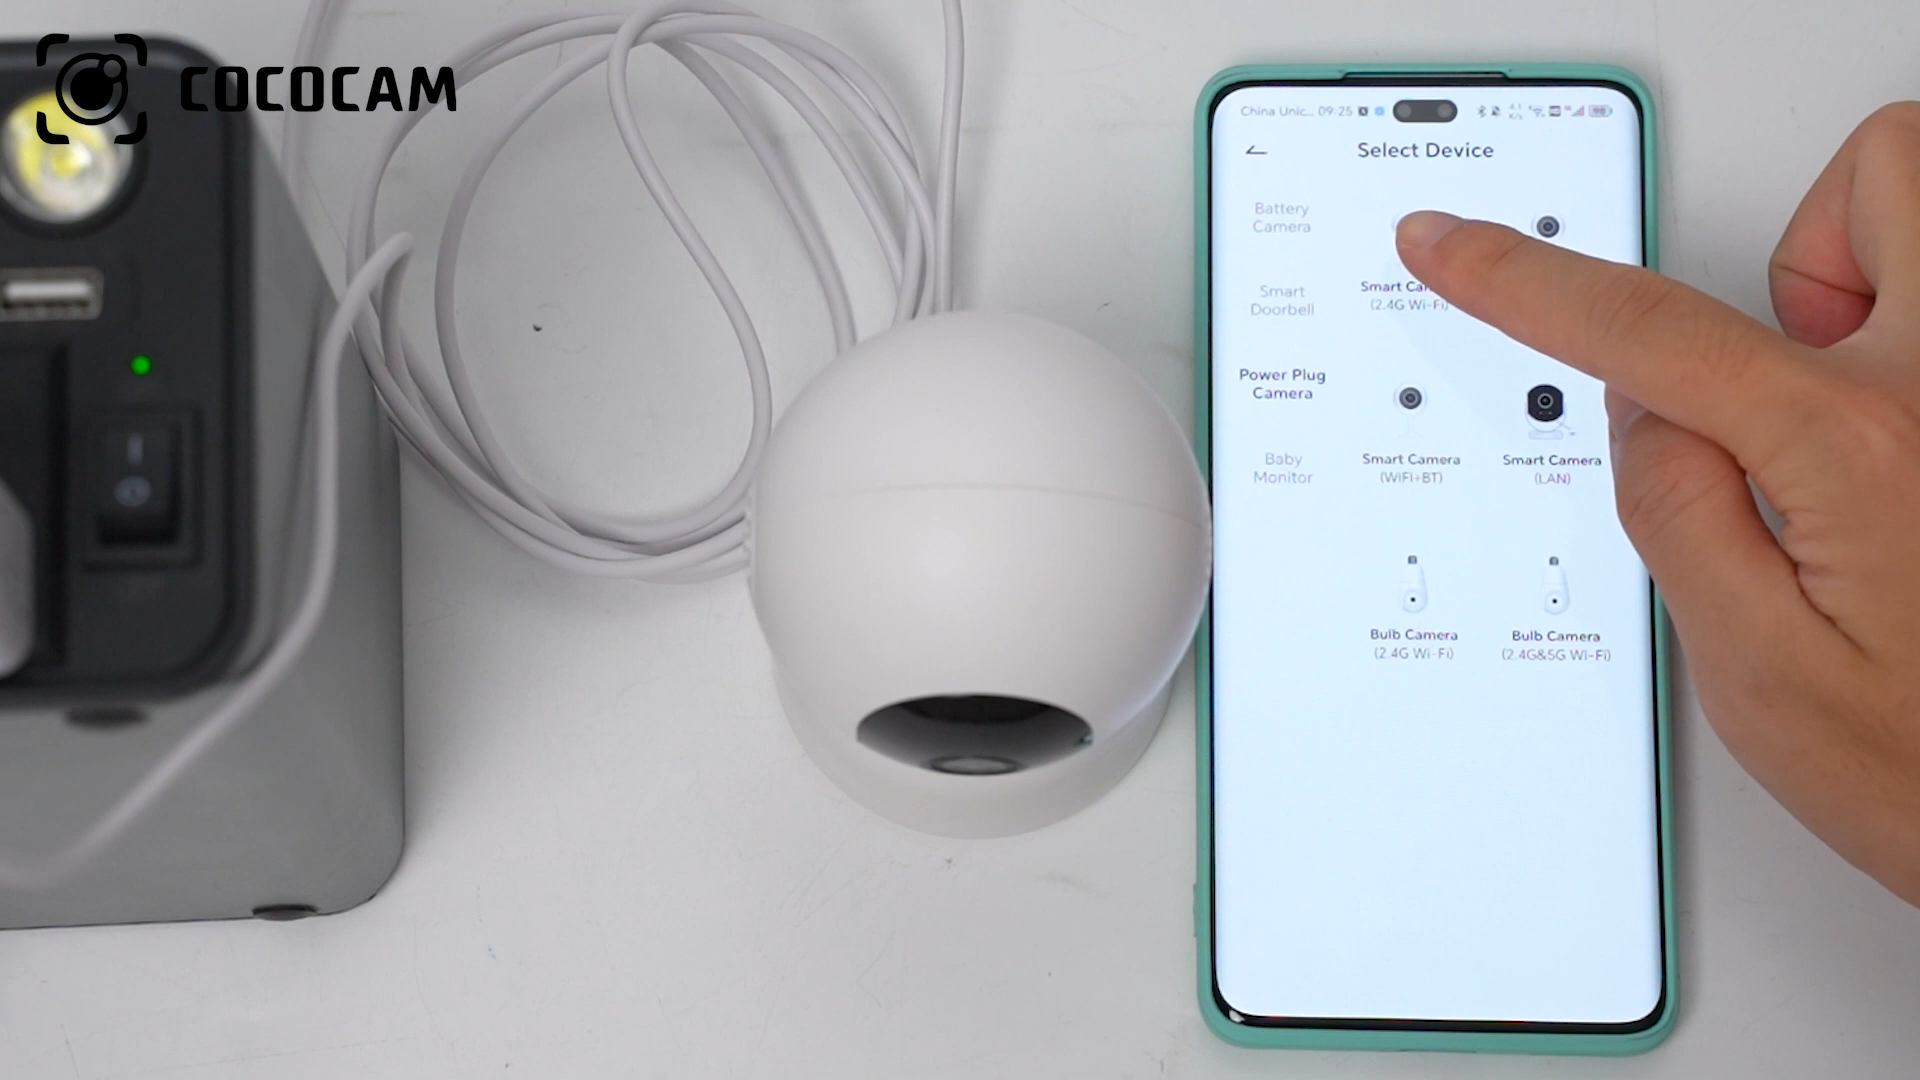 COCOCAM
China Unic... 09:25
Select Device
Battery
Camera
Smart
Doorbell
Power Plug
Camera
Baby
Monitor
Smart
(2.4G Wi-Fi)
Smart Camera
(WIFI+BT)
Smart Camera
(LAN)
Bulb Camera
(2.4G Wi-Fi)
Bulb Camera
(2.4G&5G Wi-Fi)